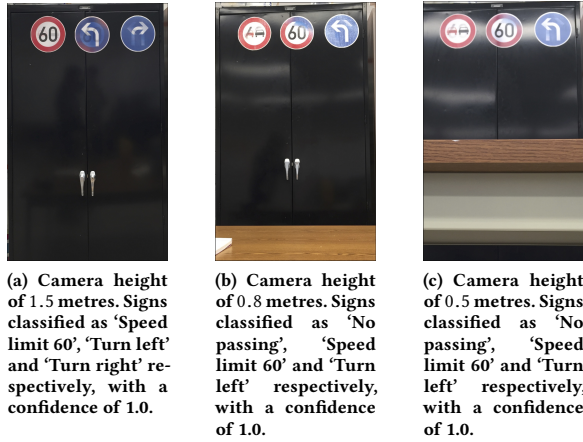 60
60
60
(a) Camera height
of 1.5 metres. Signs
classified as ‘Speed
limit 60’, ‘Turn left’
and ‘Turn right’ re-
spectively, with a
confidence of 1.0.
(b) Camera height
of 0.8 metres. Signs
classified as ‘No
passing’, ‘Speed
limit 60’ and ‘Turn
left’ respectively,
with a confidence
of 1.0.
(c) Camera height
of 0.5 metres. Signs
classified as ‘No
passing’, ‘Speed
limit 60’ and ‘Turn
left’ respectively,
with a confidence
of 1.0.